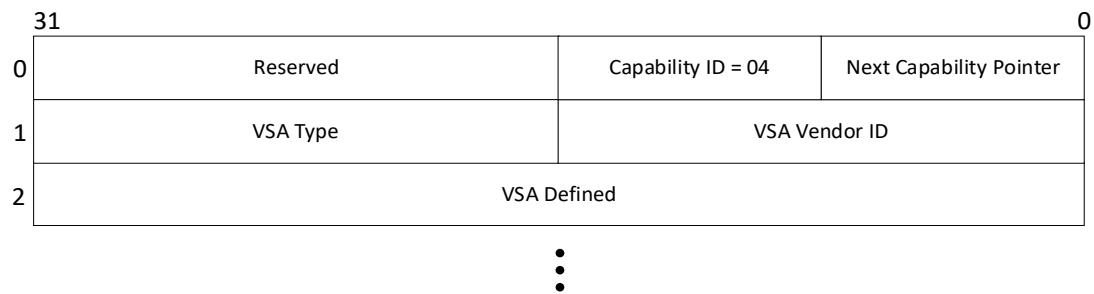 31 0
0 Reserved Capability ID = 04 Next Capability Pointer
1 VSA Type VSA Vendor ID
2 VSA Defined